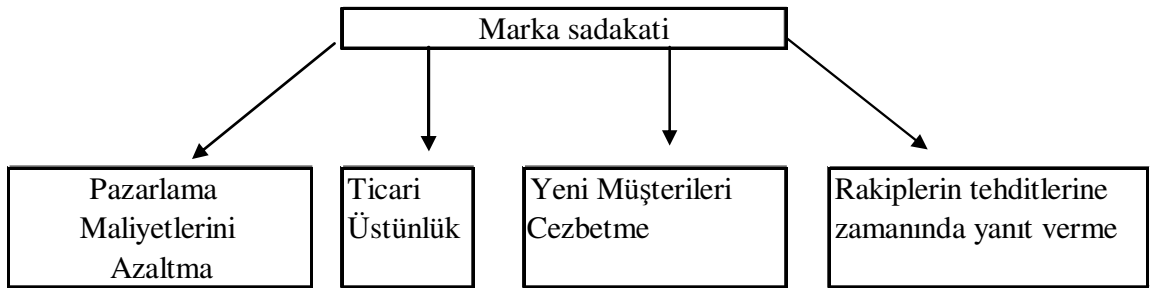 Marka sadakati
Pazarlama
Maliyetlerini
Azaltma
Ticari
Üstünlük
Yeni Müşterileri
Cezbetme
Rakiplerin tehditlerine
zamanında yanıt verme